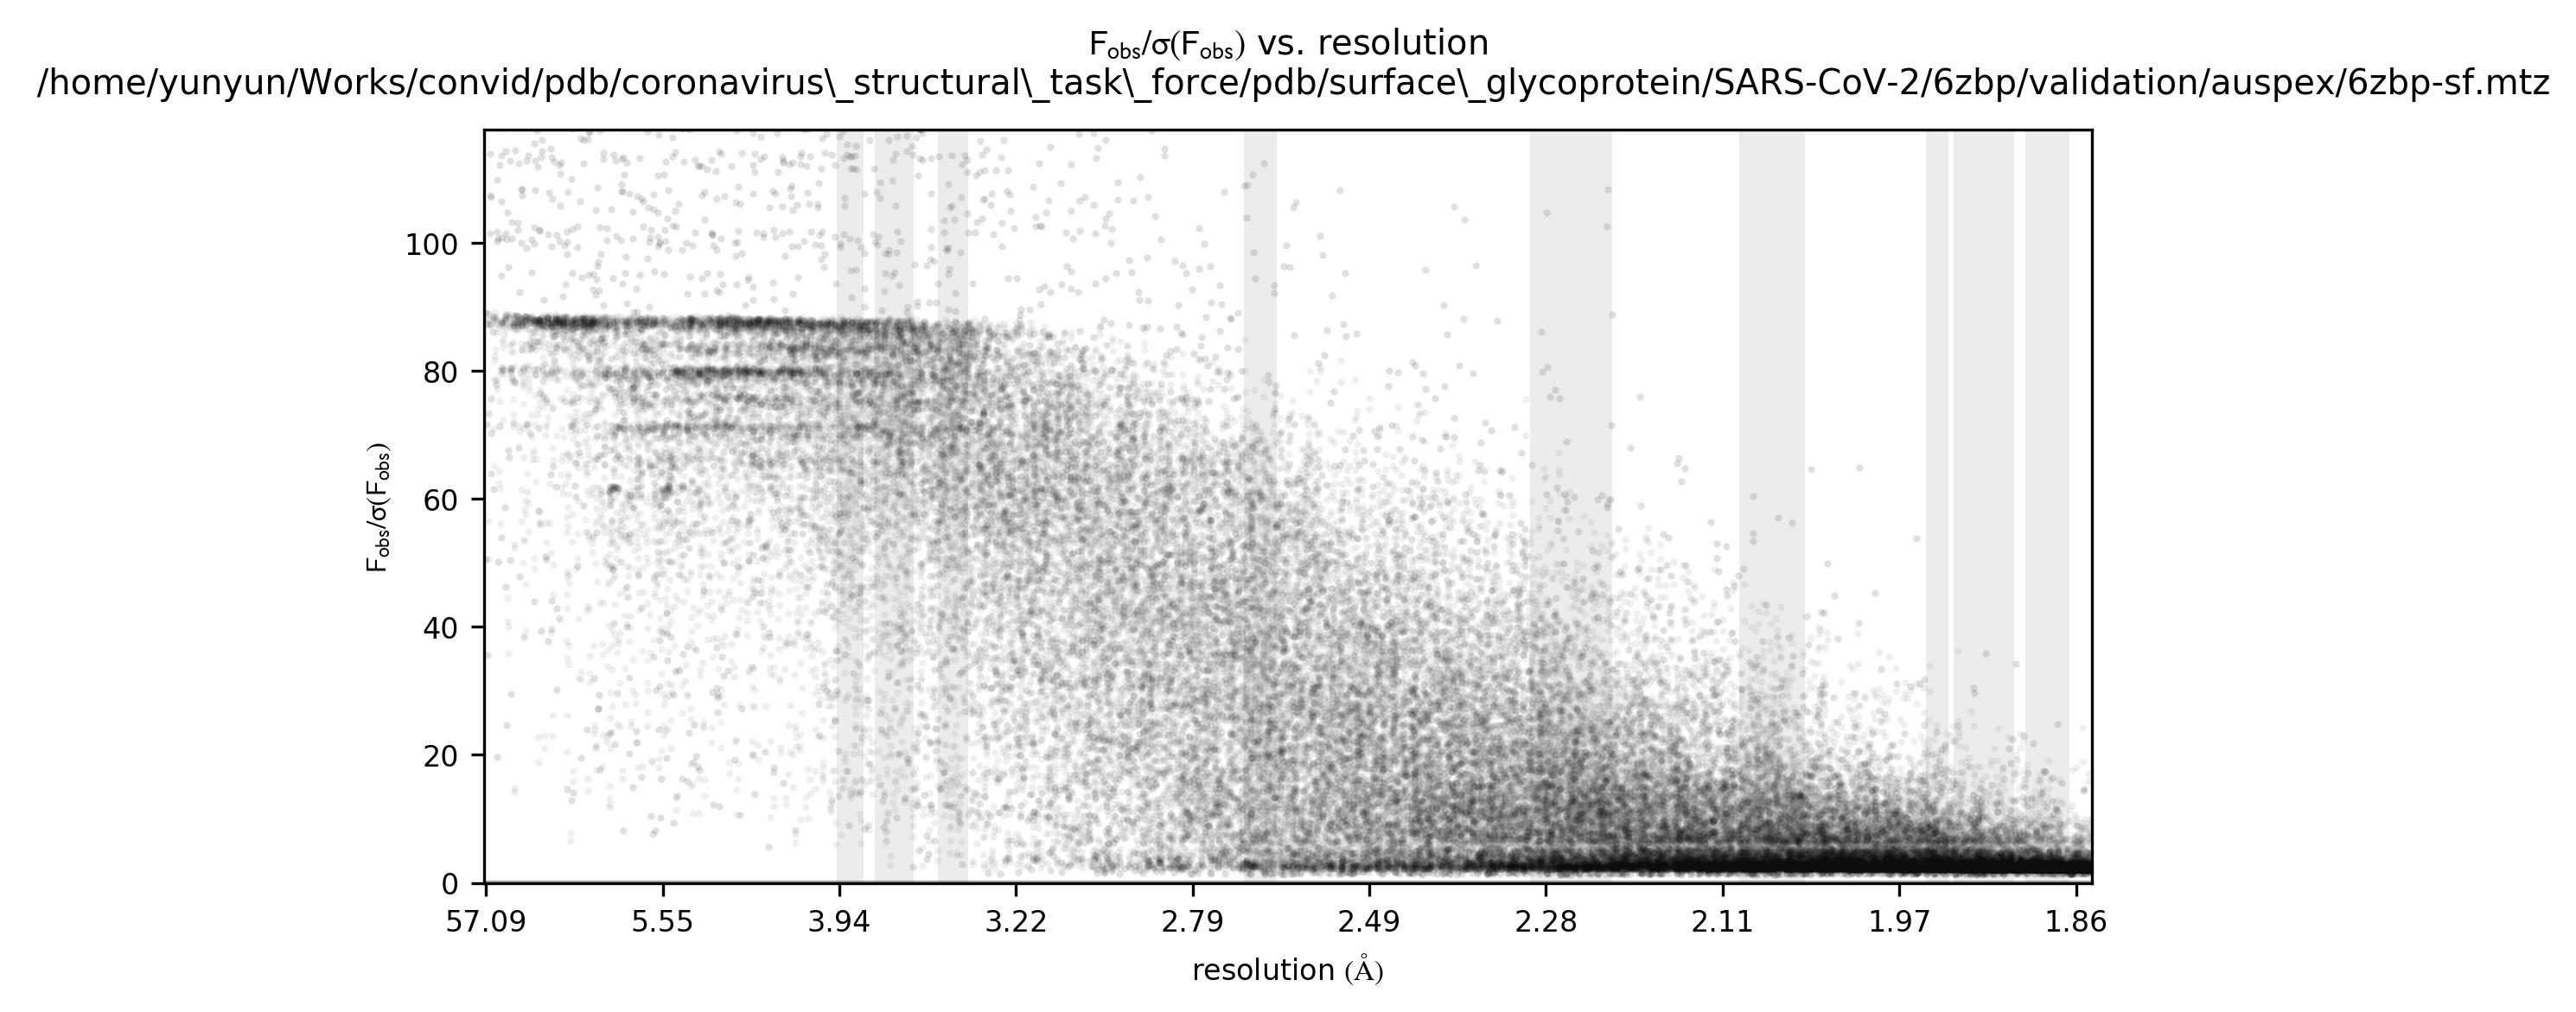 Fobs/σ(Fobs) vs. resolution
/home/yunyun/Works/convid/pdb/coronavirus\_structural\_task\_force/pdb/surface\_glycoprotein/SARS-CoV-2/6zbp/validation/auspex/6zbp-sf.mtz
Fobs/σ(Fobs)
100
80
60
40
20
0
57.09 5.55 3.94 3.22 2.79 2.49 2.28 2.11 1.97 1.86
resolution (Å)